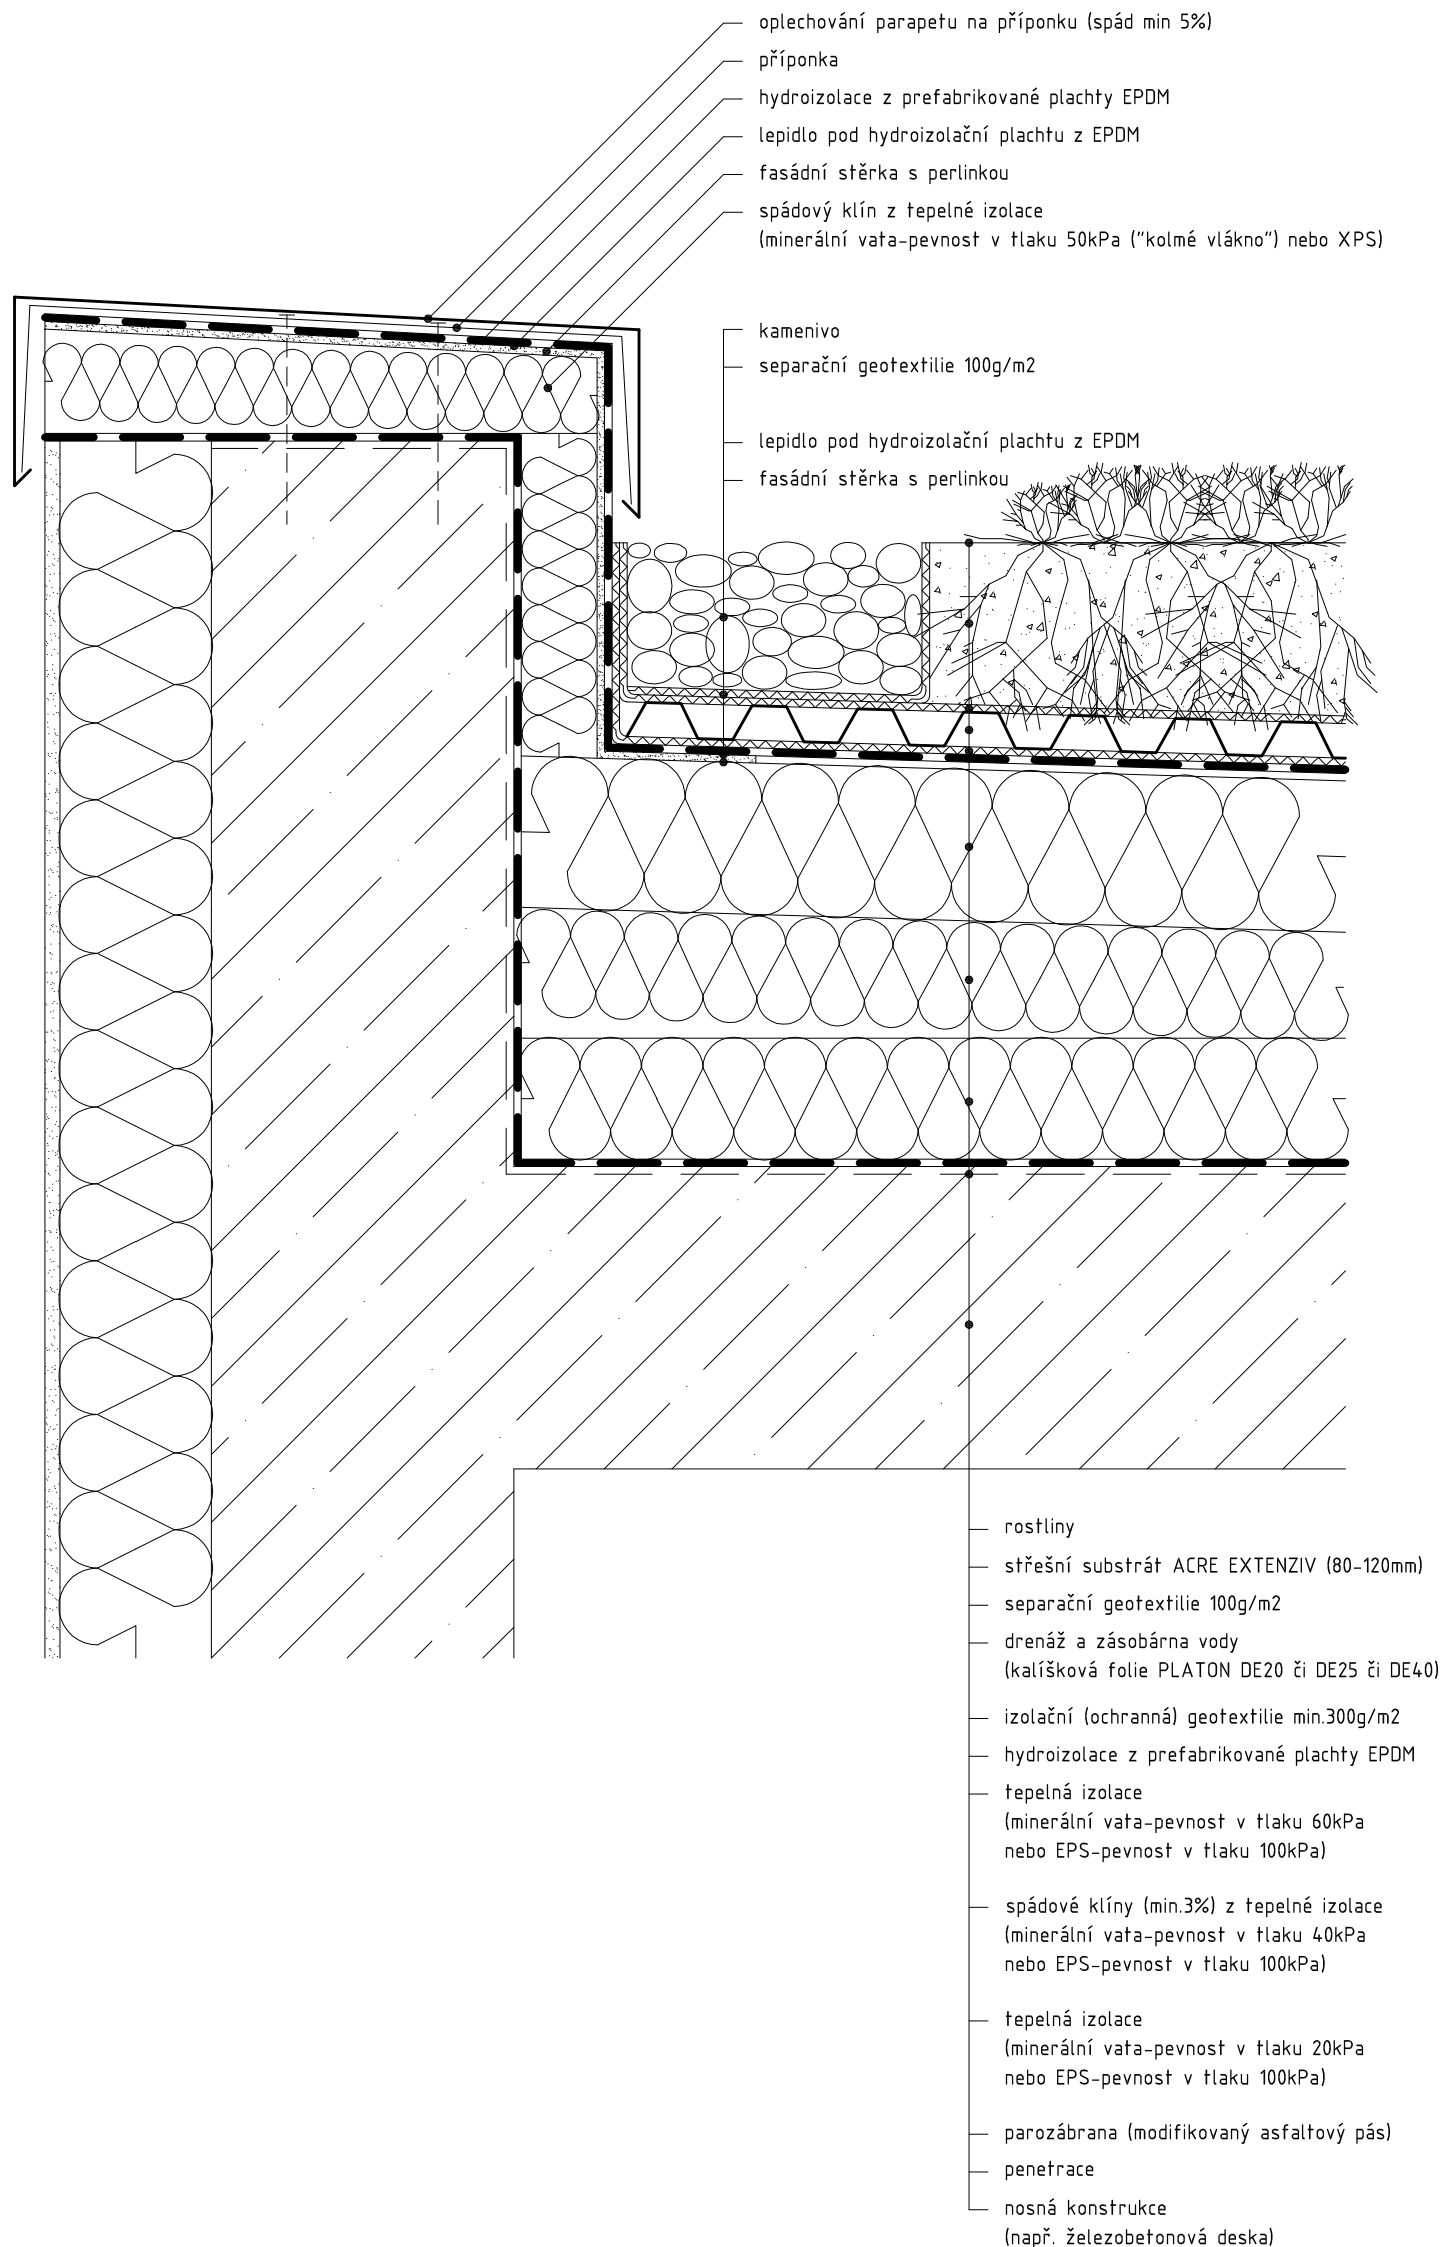 oplechování parapetu na příponku (spád min 5%)
příponka
hydroizolace z prefabrikované plachty EPDM
lepidlo pod hydroizolační plachtu z EPDM
fasádní stěrka s perlinkou
spádový klín z tepelné izolace
(minerální vata-pevnost v tlaku 50kPa ("kolmé vlákno") nebo XPS)
kamenivo
separační geotextilie 100g/m2
lepidlo pod hydroizolační plachtu z EPDM
fasádní stěrka s perlinkou
rostliny
střešní substrát ACRE EXTENZIV (80-120mm)
separační geotextilie 100g/m2
drenáž a zásobárna vody
(kalíšková folie PLATON DE20 či DE25 či DE40)
izolační (ochranná) geotextilie min.300g/m2
hydroizolace z prefabrikované plachty EPDM
tepelná izolace
(minerální vata-pevnost v tlaku 60kPa
nebo EPS-pevnost v tlaku 100kPa)
spádové klíny (min.3%) z tepelné izolace
(minerální vata-pevnost v tlaku 40kPa
nebo EPS-pevnost v tlaku 100kPa)
tepelná izolace
(minerální vata-pevnost v tlaku 20kPa
nebo EPS-pevnost v tlaku 100kPa)
parozábrana (modifikovaný asfaltový pás)
penetrace
nosná konstrukce
(např. železobetonová deska)